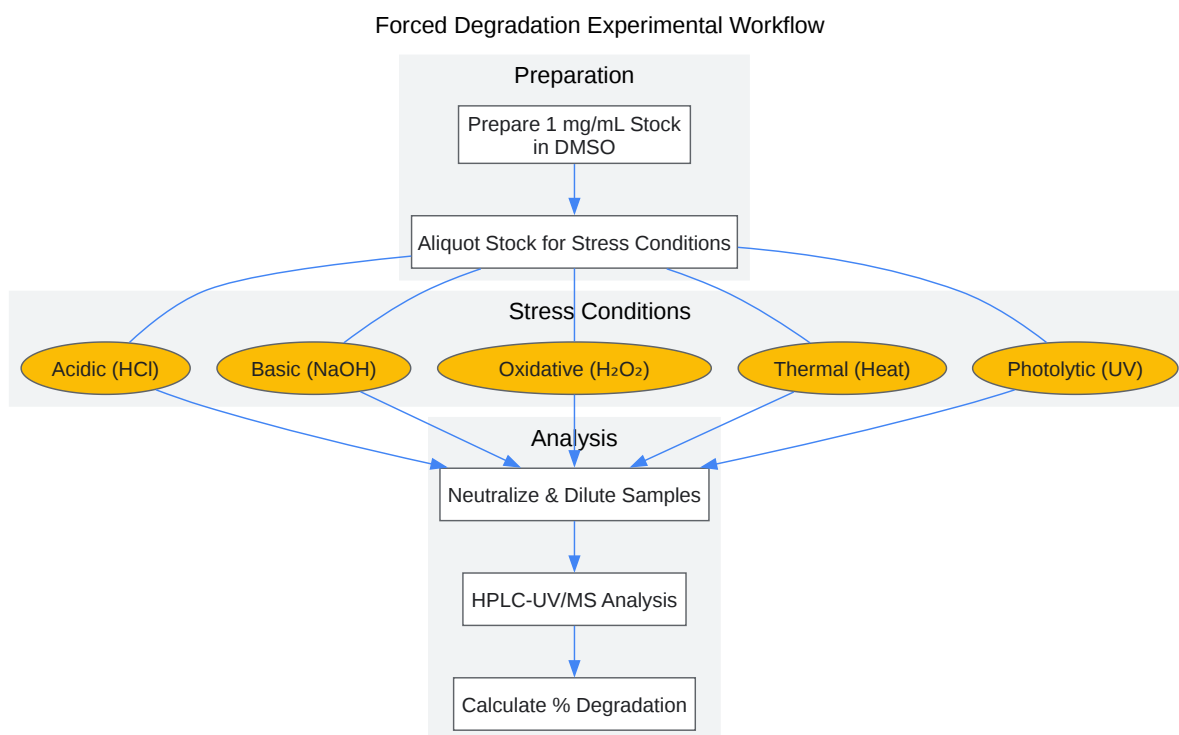 Forced Degradation Experimental Workflow
Preparation
Prepare 1 mg/mL Stock
in DMSO
Aliquot Stock for Stress Conditions
Stress Conditions
Acidic (HCl)
Basic (NaOH)
Oxidative (H₂O₂)
Thermal (Heat)
Photolytic (UV)
Analysis
Neutralize & Dilute Samples
HPLC-UV/MS Analysis
Calculate % Degradation